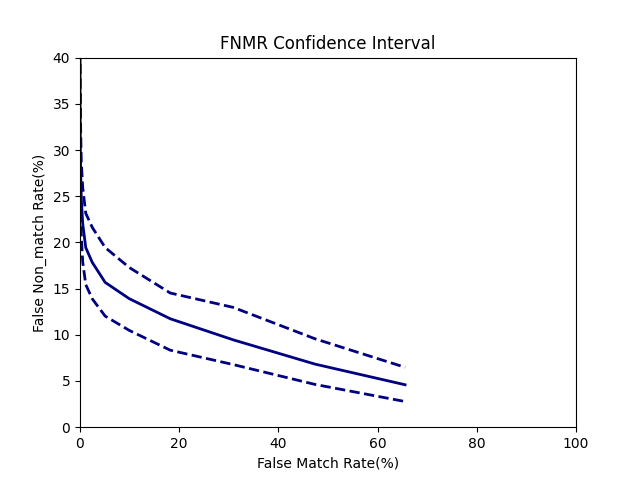 FNMR Confidence Interval
False Non_match Rate(%)
40
35
30
25
20
15
10
5
0
0 20 40 60 80 100
False Match Rate(%)